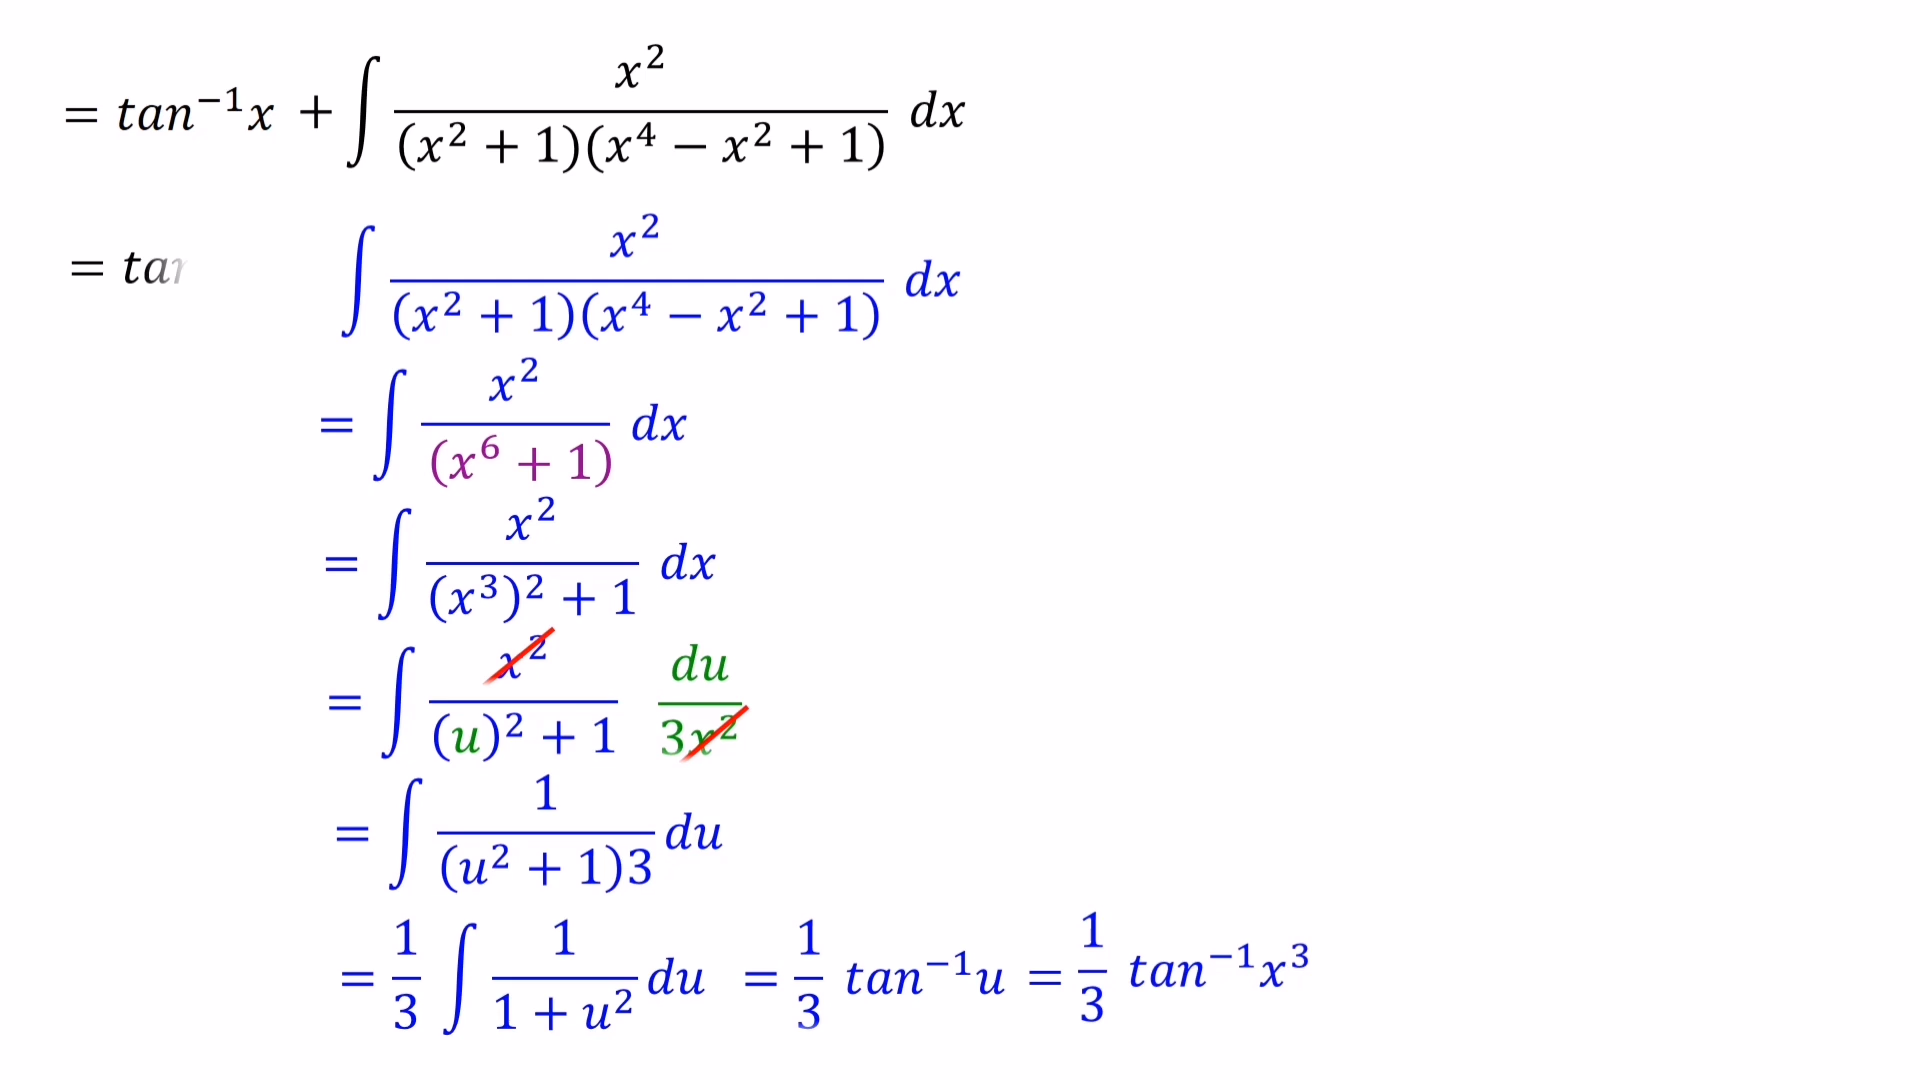 = tan⁻¹x + ∫ x² / (x² + 1)(x⁴ − x² + 1) dx
= ta
∫ x² / (x² + 1)(x⁴ − x² + 1) dx
= ∫ x² / (x⁶ + 1) dx
= ∫ x² / (x³)² + 1 dx
= ∫ x² / (u)² + 1 du / 3x²
= ∫ 1 / (u² + 1)3 du
= 1/3 ∫ 1 / 1 + u² du = 1/3 tan⁻¹u = 1/3 tan⁻¹x³